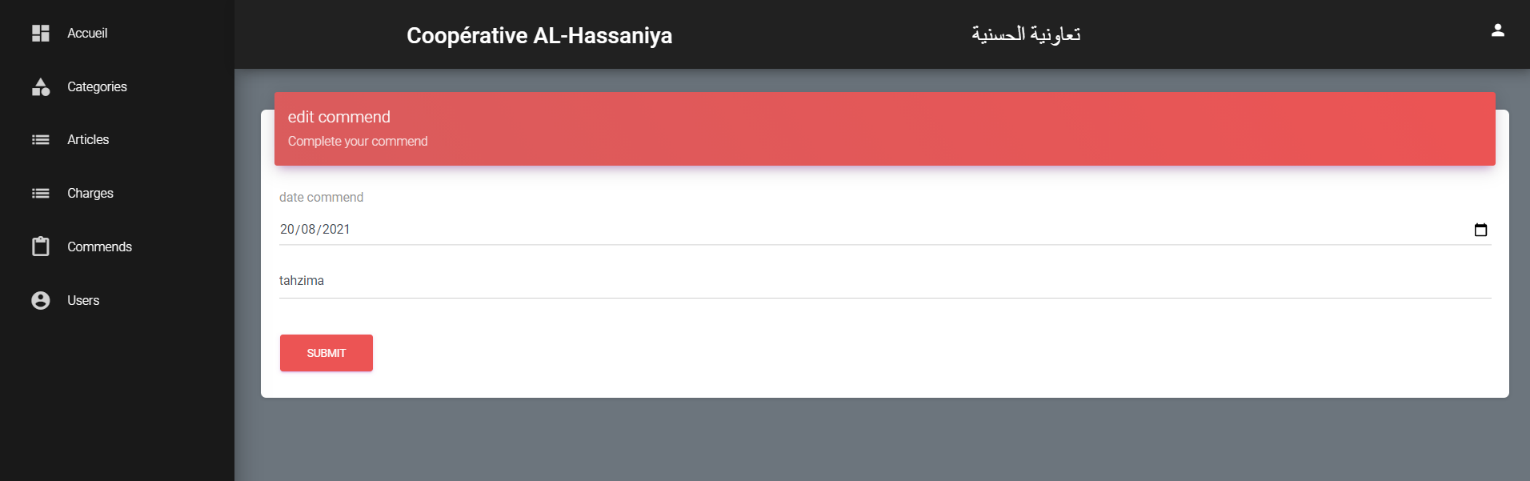 Accueil
Categories
Articles
Charges
Commends
Users
Coopérative AL-Hassaniya
تعاونية الحسنية
edit commend
Complete your commend
date commend
20/08/2021
tahzima
SUBMIT